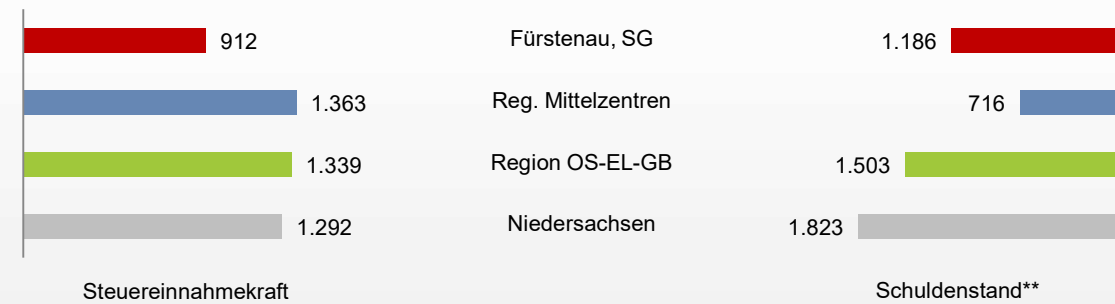 912 Fürstenau, SG 1.186
1.363 Reg. Mittelzentren 716
1.339 Region OS-EL-GB 1.503
1.292 Niedersachsen 1.823
Steuereinnahmekraft Schuldenstand**